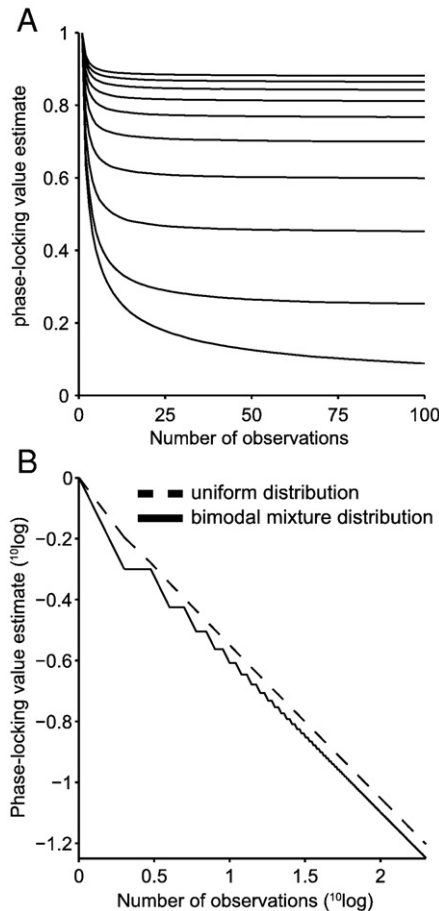 A
1
0.8
0.6
0.4
0.2
0
phase-locking value estimate
0 25 50 75 100
Number of observations
B
0
−0.2
−0.4
−0.6
−0.8
−1
−1.2
Phase-locking value estimate (¹⁰log)
uniform distribution
bimodal mixture distribution
0 0.5 1 1.5 2
Number of observations (¹⁰log)